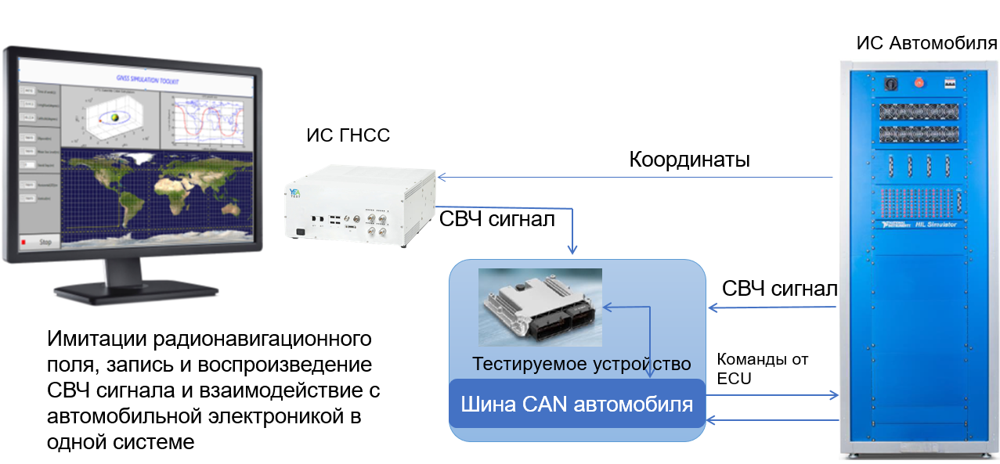 ИС Автомобиля
GNSS SIMULATION TOOLKIT
ИС ГНСС
Координаты
СВЧ сигнал
HIL Simulator
Stop
СВЧ сигнал
Тестируемое устройство
Команды от
ECU
Шина CAN автомобиля
Имитации радионавигационного
поля, запись и воспроизведение
СВЧ сигнала и взаимодействие с
автомобильной электроникой в
одной системе